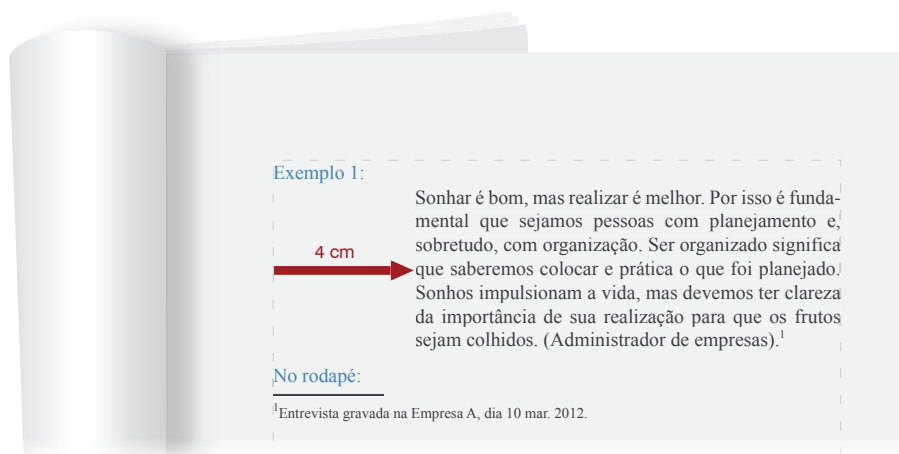 Exemplo 1:
Sonhar é bom, mas realizar é melhor. Por isso é funda-
mental que sejamos pessoas com planejamento e,
sobretudo, com organização. Ser organizado significa
4 cm
que saberemos colocar e prática o que foi planejado.
Sonhos impulsionam a vida, mas devemos ter clareza
da importância de sua realização para que os frutos
sejam colhidos. (Administrador de empresas).¹
No rodapé:
¹Entrevista gravada na Empresa A, dia 10 mar. 2012.